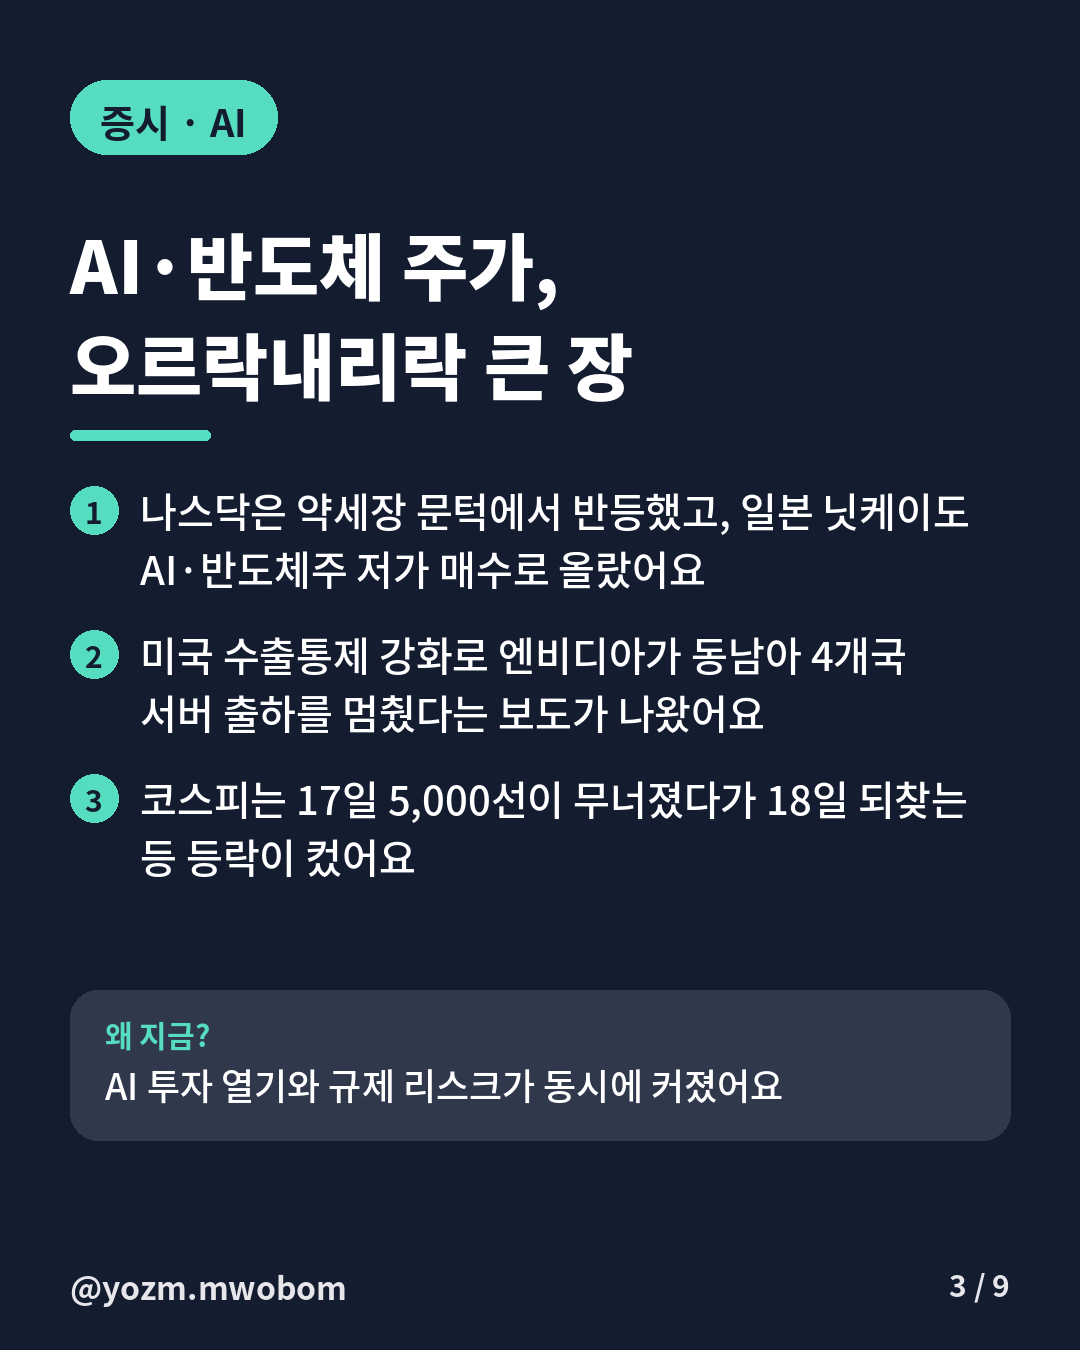 증시 · AI
AI·반도체 주가,
오르락내리락 큰 장
1 나스닥은 약세장 문턱에서 반등했고, 일본 닛케이도
AI·반도체주 저가 매수로 올랐어요
2 미국 수출통제 강화로 엔비디아가 동남아 4개국
서버 출하를 멈췄다는 보도가 나왔어요
3 코스피는 17일 5,000선이 무너졌다가 18일 되찾는
등 등락이 컸어요
왜 지금?
AI 투자 열기와 규제 리스크가 동시에 커졌어요
@yozm.mwobom
3 / 9